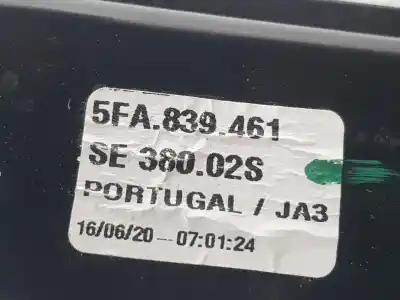 5FA.839.461
SE 380.02S
PORTUGAL / JA3
16/06/20-07:01:24